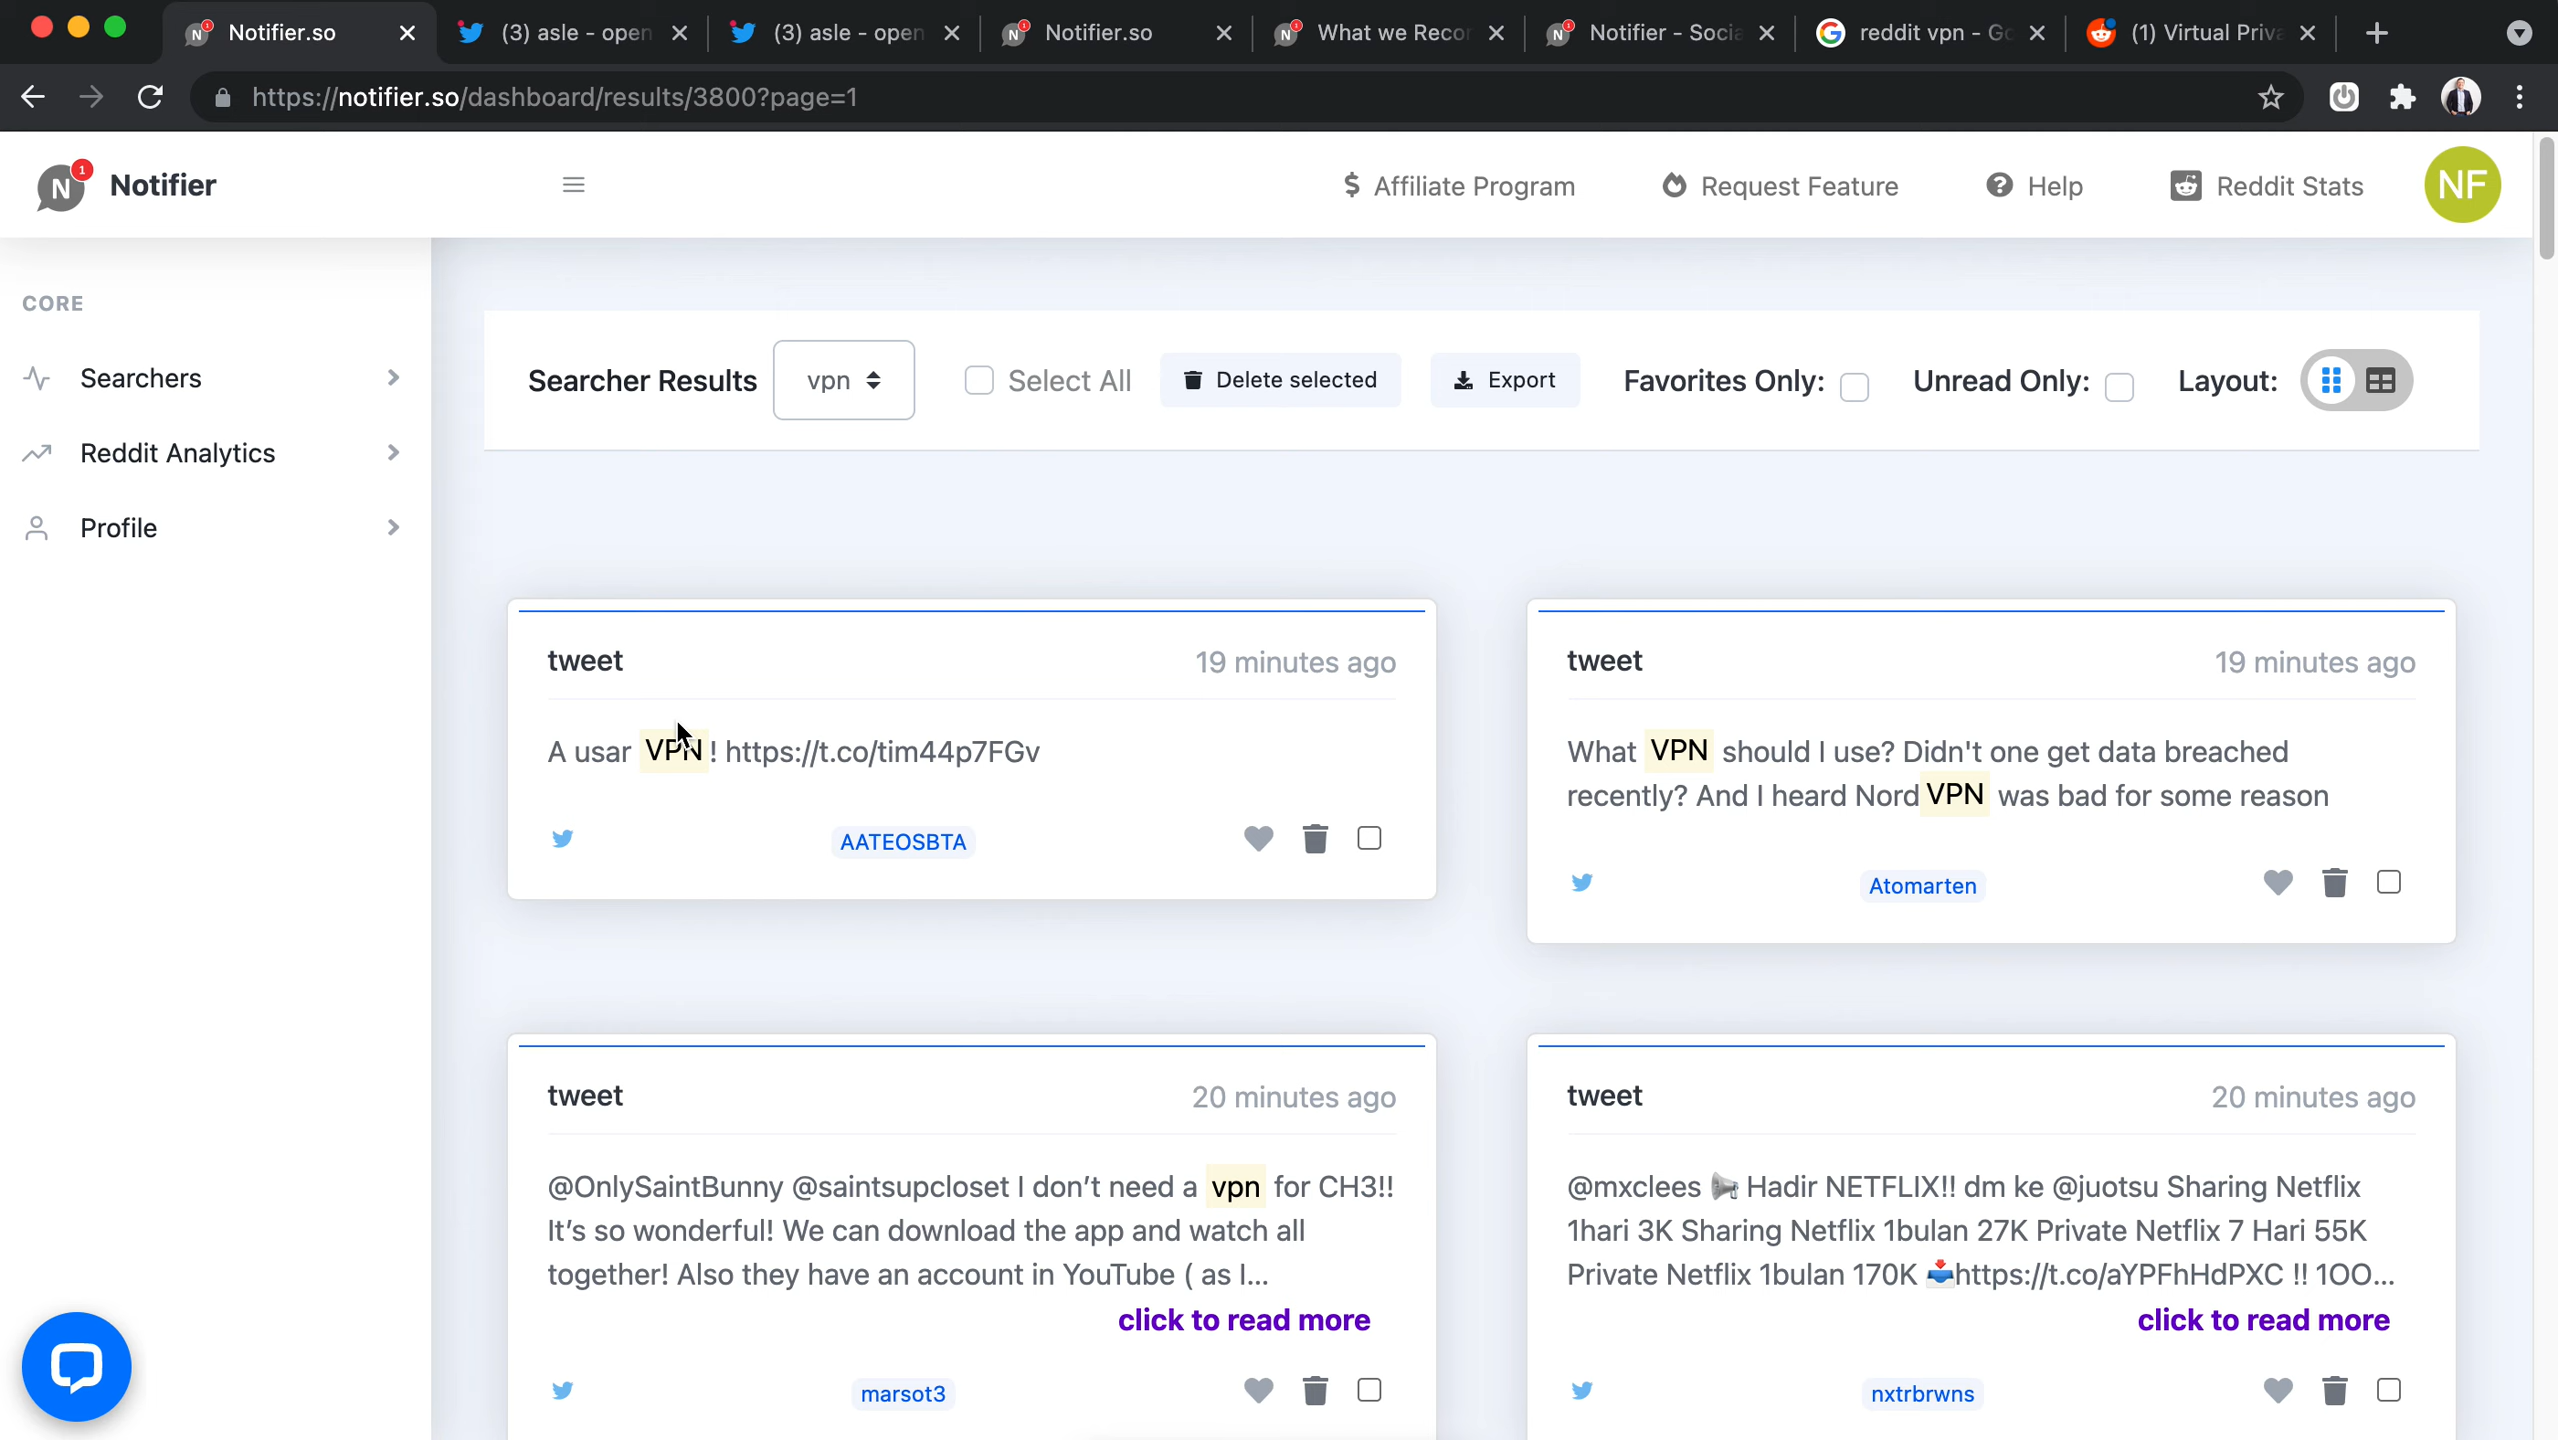 Notifier.so
(3) asle - open
(3) asle - open
Notifier.so
What we Recor
Notifier - Socia
reddit vpn - Go
(1) Virtual Priva
https://notifier.so/dashboard/results/3800?page=1
N 1 Notifier
$ Affiliate Program
Request Feature
? Help
Reddit Stats
NF
CORE
Searchers
Reddit Analytics
Profile
Searcher Results
vpn
Select All
Delete selected
Export
Favorites Only:
Unread Only:
Layout:
tweet
19 minutes ago
A usar VPN! https://t.co/tim44p7FGv
AATEOSBTA
tweet
19 minutes ago
What VPN should I use? Didn't one get data breached
recently? And I heard NordVPN was bad for some reason
Atomarten
tweet
20 minutes ago
@OnlySaintBunny @saintsupcloset I don’t need a vpn for CH3!!
It’s so wonderful! We can download the app and watch all
together! Also they have an account in YouTube ( as I...
click to read more
marsot3
tweet
20 minutes ago
@mxclees 📢 Hadir NETFLIX!! dm ke @juotsu Sharing Netflix
1hari 3K Sharing Netflix 1bulan 27K Private Netflix 7 Hari 55K
Private Netflix 1bulan 170K 📥https://t.co/aYPFhHdPXC !! 1OO...
click to read more
nxtrbrwns